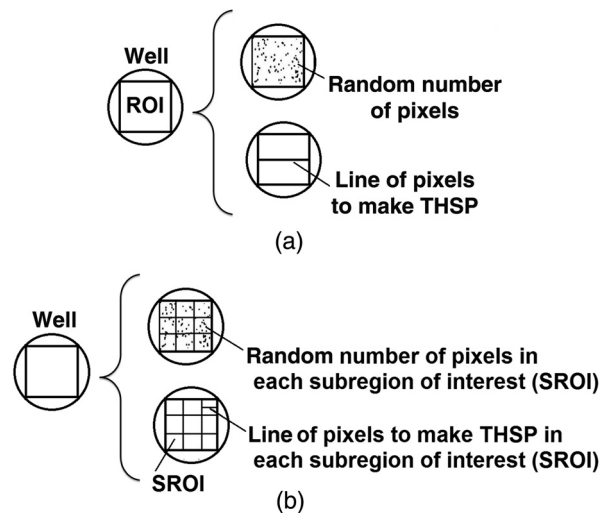 Well
ROI
Random number
of pixels
Line of pixels
to make THSP
(a)
Well
Random number of pixels in
each subregion of interest (SROI)
Line of pixels to make THSP in
each subregion of interest (SROI)
SROI
(b)